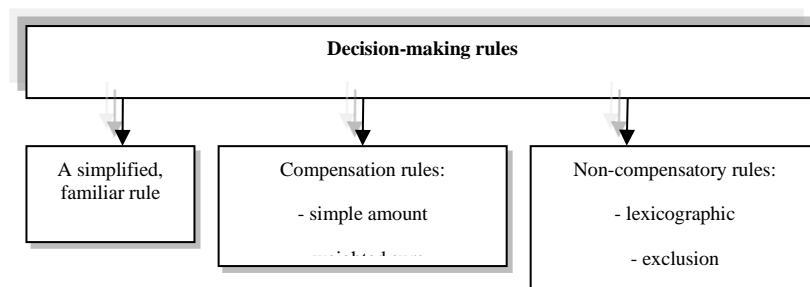 Decision-making rules
A simplified,
familiar rule
Compensation rules:
- simple amount
Non-compensatory rules:
- lexicographic
- exclusion